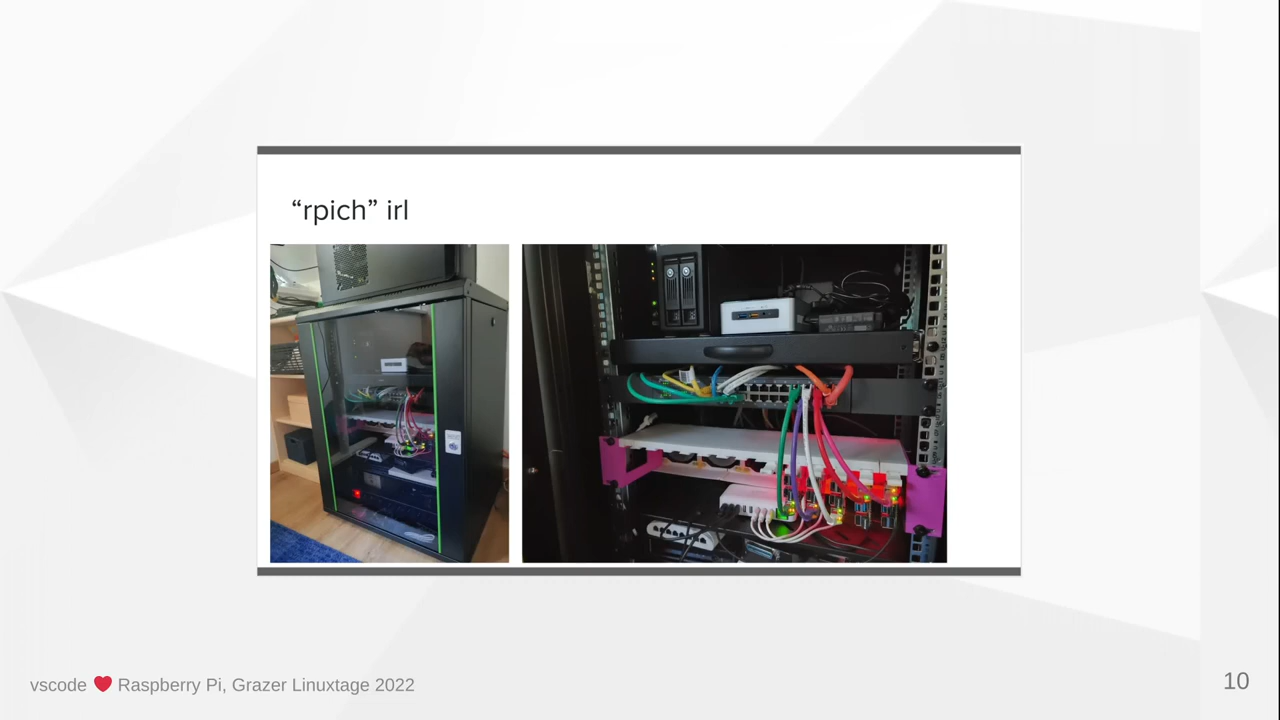 “rpich” irl
vscode ❤️ Raspberry Pi, Grazer Linuxtage 2022
10